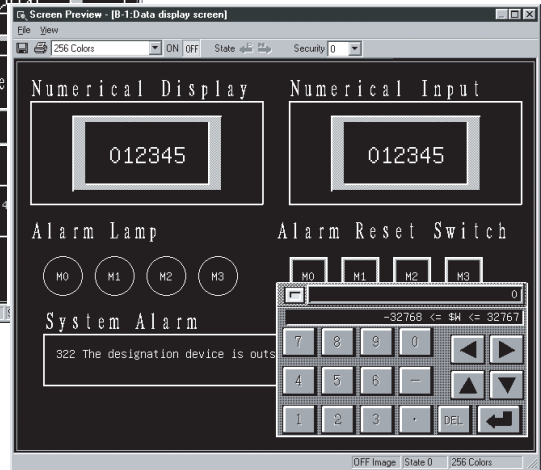 Screen Preview - [B-1:Data display screen]
File View
256 Colors ON OFF State Security 0
Numerical Display Numerical Input
012345 012345
Alarm Lamp Alarm Reset Switch
M0 M1 M2 M3 M0 M1 M2 M3
0
-32768 <= $W <= 32767
System Alarm
322 The designation device is outs
7 8 9 0
4 5 6 -
1 2 3 . DEL
OFF Image State 0 256 Colors